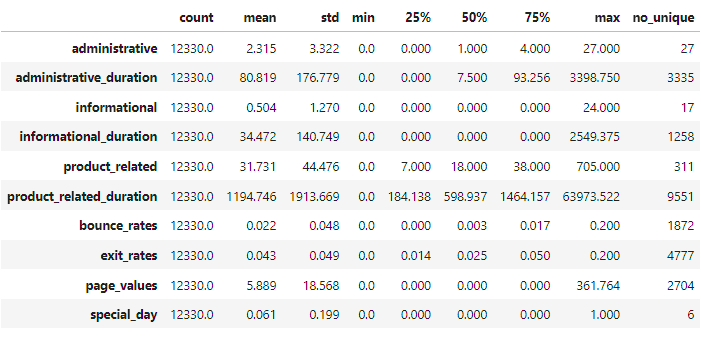 count mean std min 25% 50% 75% max no_unique
administrative 12330.0 2.315 3.322 0.0 0.000 1.000 4.000 27.000 27
administrative_duration 12330.0 80.819 176.779 0.0 0.000 7.500 93.256 3398.750 3335
informational 12330.0 0.504 1.270 0.0 0.000 0.000 0.000 24.000 17
informational_duration 12330.0 34.472 140.749 0.0 0.000 0.000 0.000 2549.375 1258
product_related 12330.0 31.731 44.476 0.0 7.000 18.000 38.000 705.000 311
product_related_duration 12330.0 1194.746 1913.669 0.0 184.138 598.937 1464.157 63973.522 9551
bounce_rates 12330.0 0.022 0.048 0.0 0.000 0.003 0.017 0.200 1872
exit_rates 12330.0 0.043 0.049 0.0 0.014 0.025 0.050 0.200 4777
page_values 12330.0 5.889 18.568 0.0 0.000 0.000 0.000 361.764 2704
special_day 12330.0 0.061 0.199 0.0 0.000 0.000 0.000 1.000 6